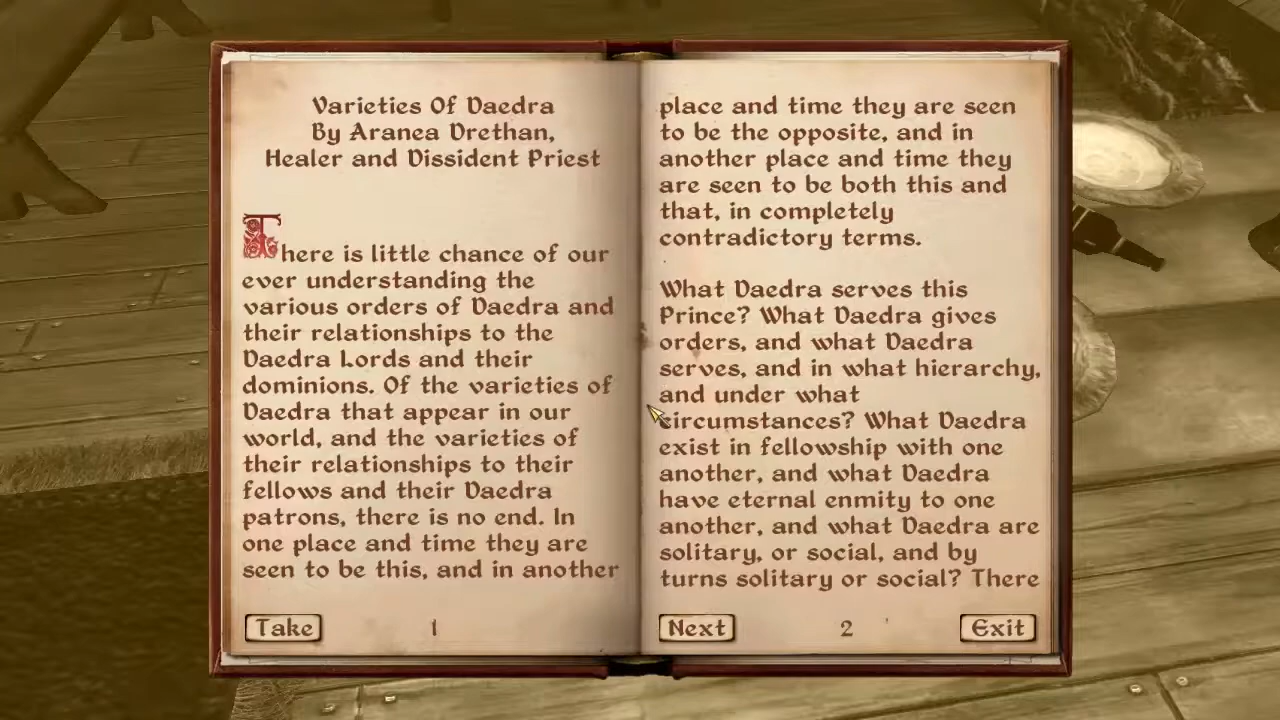 Varieties Of Daedra
By Aranea Drethan,
Healer and Dissident Priest
There is little chance of our
ever understanding the
various orders of Daedra and
their relationships to the
Daedra Lords and their
dominions. Of the varieties of
Daedra that appear in our
world, and the varieties of
their relationships to their
fellows and their Daedra
patrons, there is no end. In
one place and time they are
seen to be this, and in another
Take
1
place and time they are seen
to be the opposite, and in
another place and time they
are seen to be both this and
that, in completely
contradictory terms.
What Daedra serves this
Prince? What Daedra gives
orders, and what Daedra
serves, and in what hierarchy,
and under what
circumstances? What Daedra
exist in fellowship with one
another, and what Daedra
have eternal enmity to one
another, and what Daedra are
solitary, or social, and by
turns solitary or social? There
Next
2
Exit